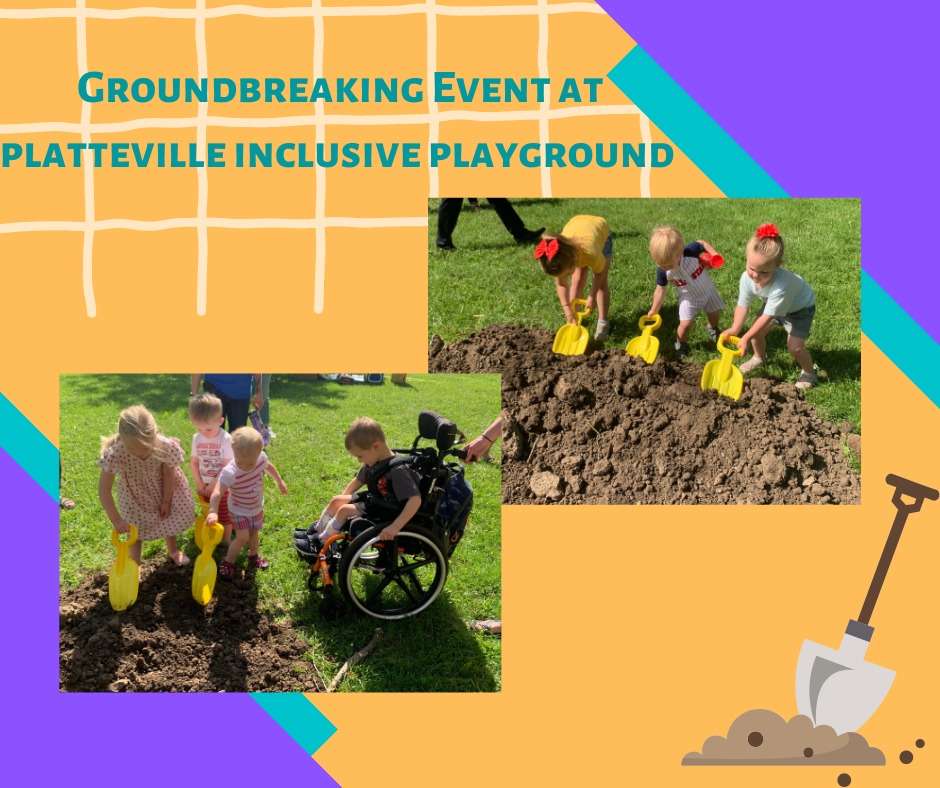 Groundbreaking Event at
platteville inclusive playground